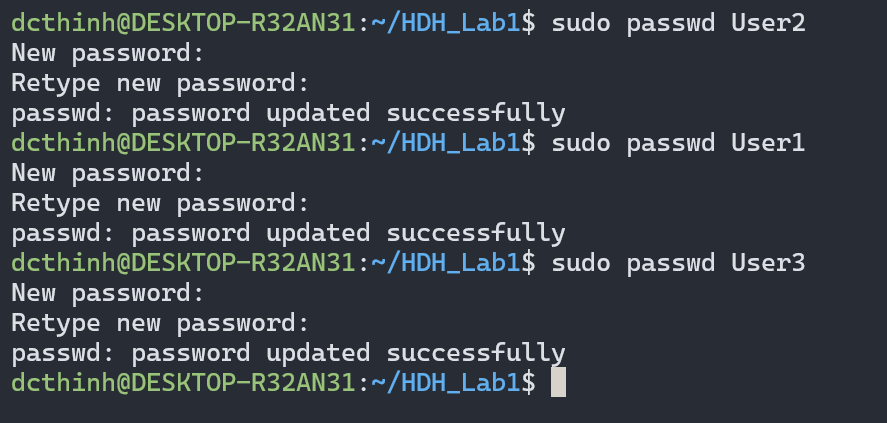 dcthinh@DESKTOP-R32AN31:~/HDH_Lab1$ sudo passwd User2
New password:
Retype new password:
passwd: password updated successfully
dcthinh@DESKTOP-R32AN31:~/HDH_Lab1$ sudo passwd User1
New password:
Retype new password:
passwd: password updated successfully
dcthinh@DESKTOP-R32AN31:~/HDH_Lab1$ sudo passwd User3
New password:
Retype new password:
passwd: password updated successfully
dcthinh@DESKTOP-R32AN31:~/HDH_Lab1$